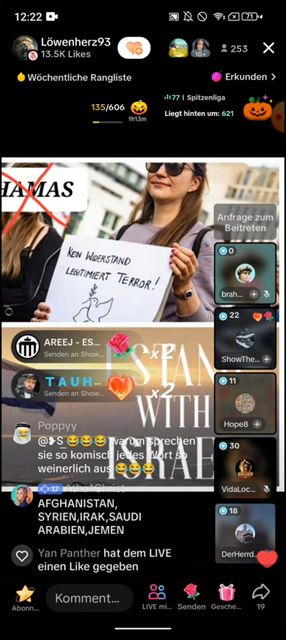 12:22
Löwenherz93
13.5K Likes
253
Wöchentliche Rangliste
Erkunden >
135/606
1h13m
77 | Spitzenliga
Liegt hinten um: 621
HAMAS
KEIN WIDERSTAND
LEGITIMIERT TERROR!
Anfrage zum
Beitreten
0
brah...
22
ShowThe...
11
Hope8
30
VidaLoc...
18
DerHerrd...
AREEJ - ES...
Senden an Show...
x2
TAUH...
Senden an Show...
x2
I STAND
WITH
ISRAEL
Poppyy
😂😂😂 warum sprechen
sie so komisch jedes Wort so
weinerlich aus 😂😂😂
17
AFGHANISTAN,
SYRIEN,IRAK,SAUDI
ARABIEN,JEMEN
Yan Panther hat dem LIVE
einen Like gegeben
Abonn...
Komment...
LIVE mi...
Senden
Gesche...
19